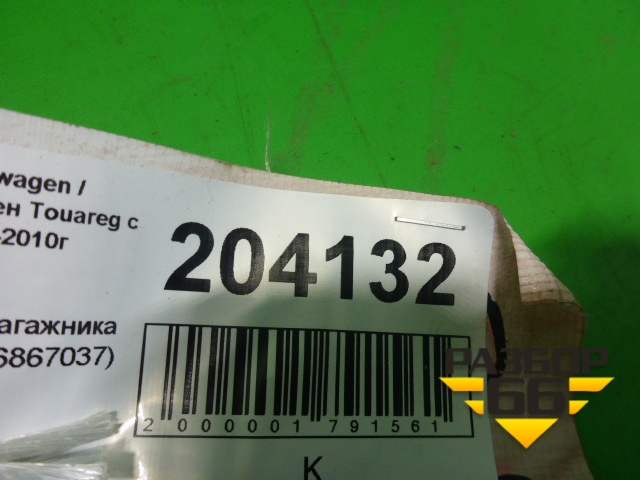 wagen /
ен Touareg с
-2010г
204132
агажника
6867037)
2 000001 791561
К
РАЗБОР
66